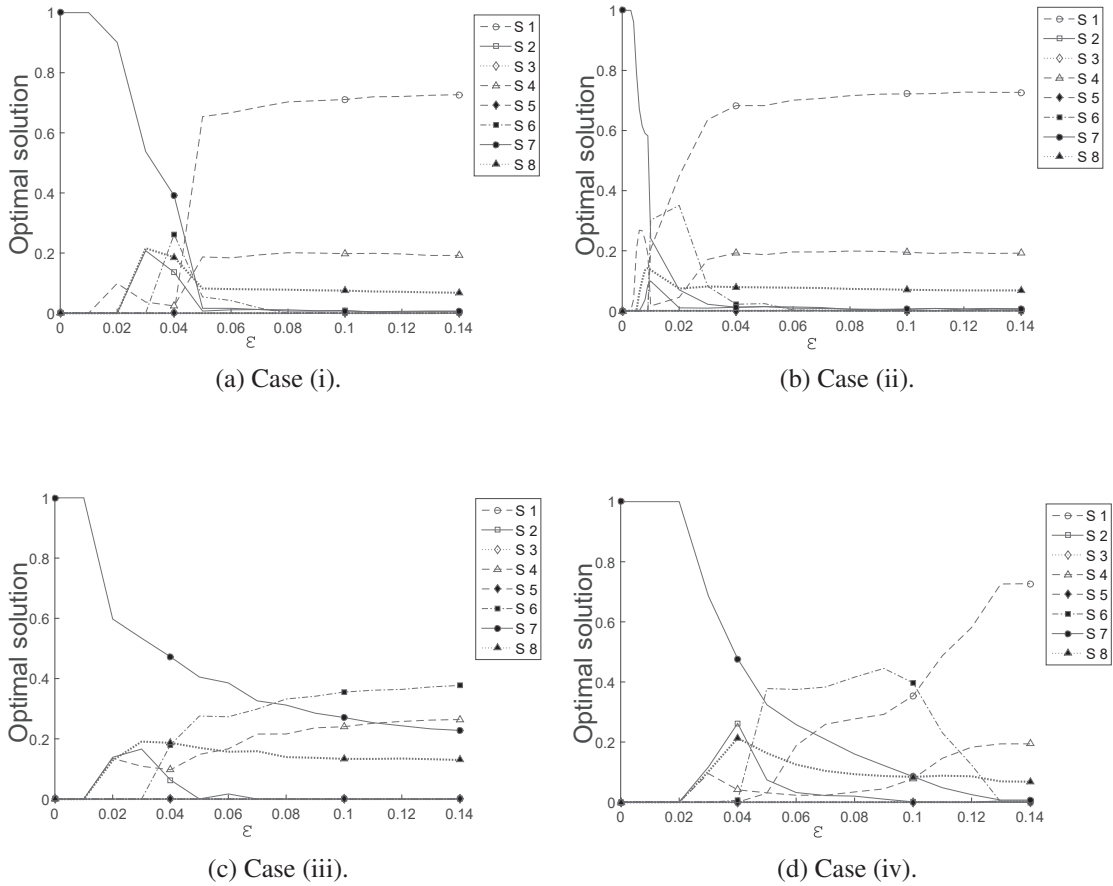 Optimal solution
1
0.8
0.6
0.4
0.2
0
0 0.02 0.04 0.06 0.08 0.1 0.12 0.14
ε
S 1
S 2
S 3
S 4
S 5
S 6
S 7
S 8
(a) Case (i).
Optimal solution
1
0.8
0.6
0.4
0.2
0
0 0.02 0.04 0.06 0.08 0.1 0.12 0.14
ε
S 1
S 2
S 3
S 4
S 5
S 6
S 7
S 8
(b) Case (ii).
Optimal solution
1
0.8
0.6
0.4
0.2
0
0 0.02 0.04 0.06 0.08 0.1 0.12 0.14
ε
S 1
S 2
S 3
S 4
S 5
S 6
S 7
S 8
(c) Case (iii).
Optimal solution
1
0.8
0.6
0.4
0.2
0
0 0.02 0.04 0.06 0.08 0.1 0.12 0.14
ε
S 1
S 2
S 3
S 4
S 5
S 6
S 7
S 8
(d) Case (iv).